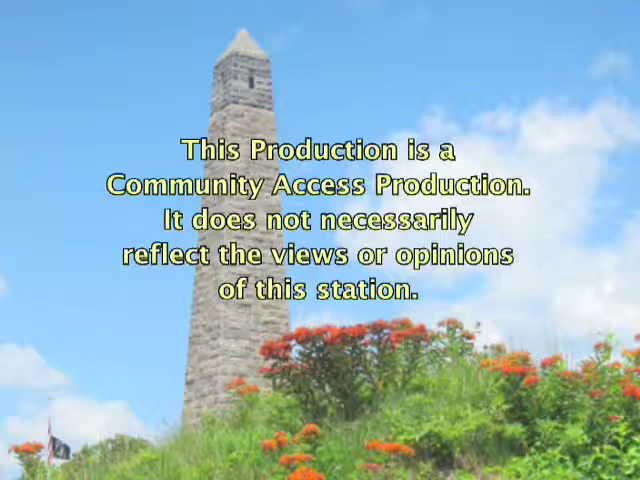 This Production is a
Community Access Production.
It does not necessarily
reflect the views or opinions
of this station.